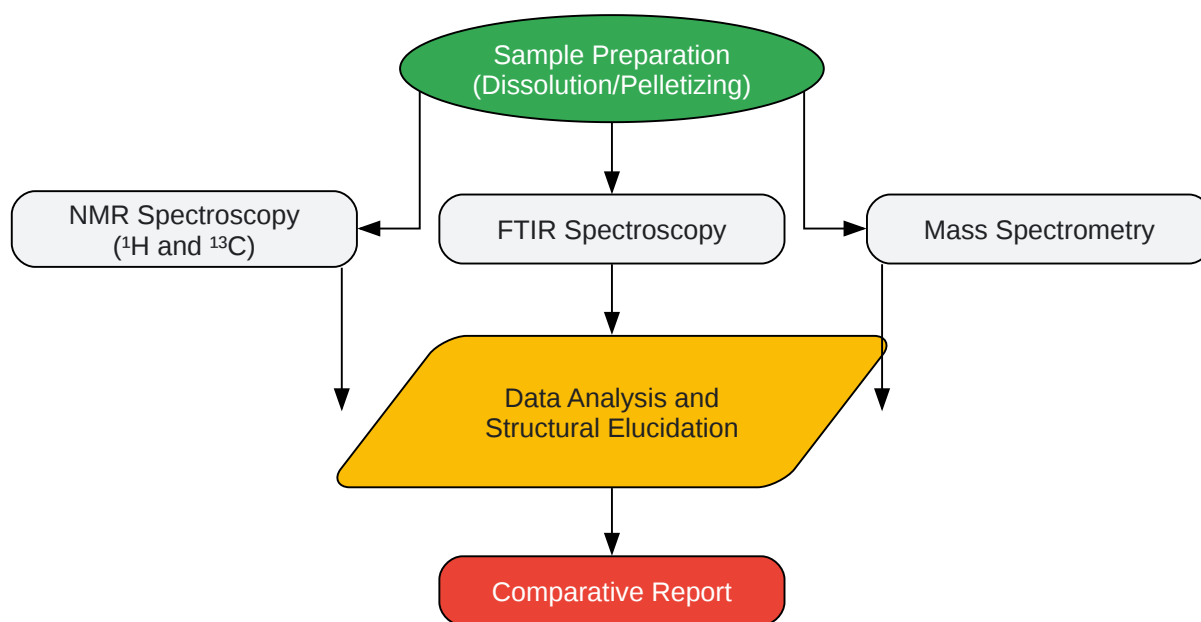 Sample Preparation
(Dissolution/Pelletizing)
NMR Spectroscopy
(¹H and ¹³C)
FTIR Spectroscopy
Mass Spectrometry
Data Analysis and
Structural Elucidation
Comparative Report